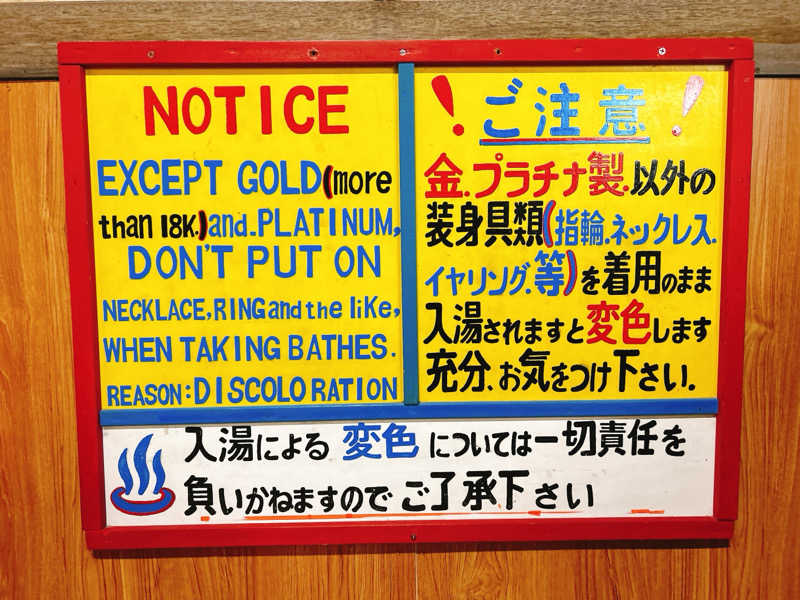 NOTICE
EXCEPT GOLD(more
than 18K.)and.PLATINUM,
DON'T PUT ON
NECKLACE,RING and the like,
WHEN TAKING BATHES.
REASON:DISCOLORATION
!ご注意!
金.プラチナ製.以外の
装身具類(指輪.ネックレス.
イヤリング.等)を着用のまま
入湯されますと変色します
充分、お気をつけ下さい.
入湯による 変色 については一切責任を
負いかねますので ご了承下さい